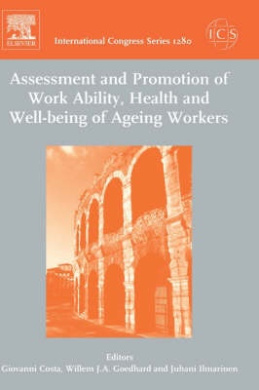 ELSEVIER
International Congress Series 1280
ICS
Assessment and Promotion of
Work Ability, Health and
Well-being of Ageing Workers
Editors
Giovanni Costa, Willem J.A. Goedhard and Juhani Ilmarinen